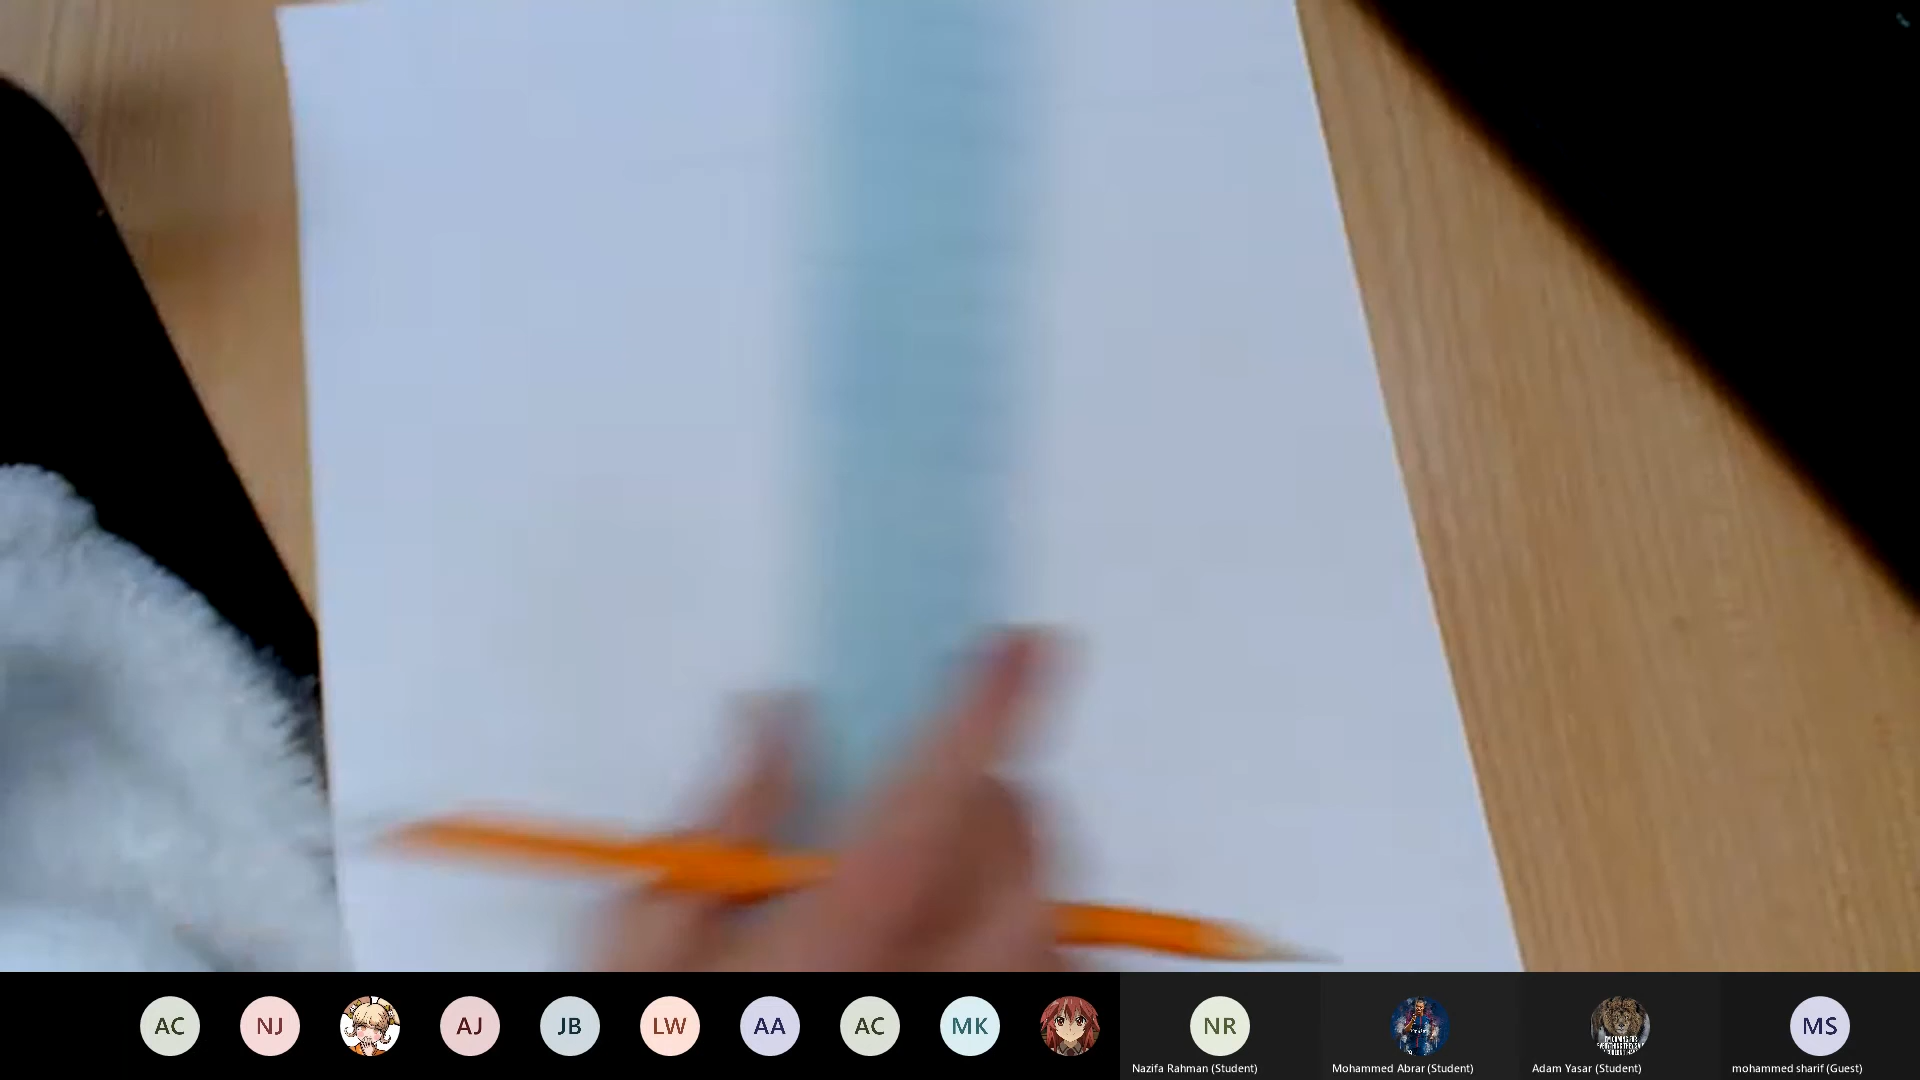 AC NJ AJ JB LW AA AC MK NR MS
Nazifa Rahman (Student) Mohammed Abrar (Student) Adam Yasar (Student) mohammed sharif (Guest)